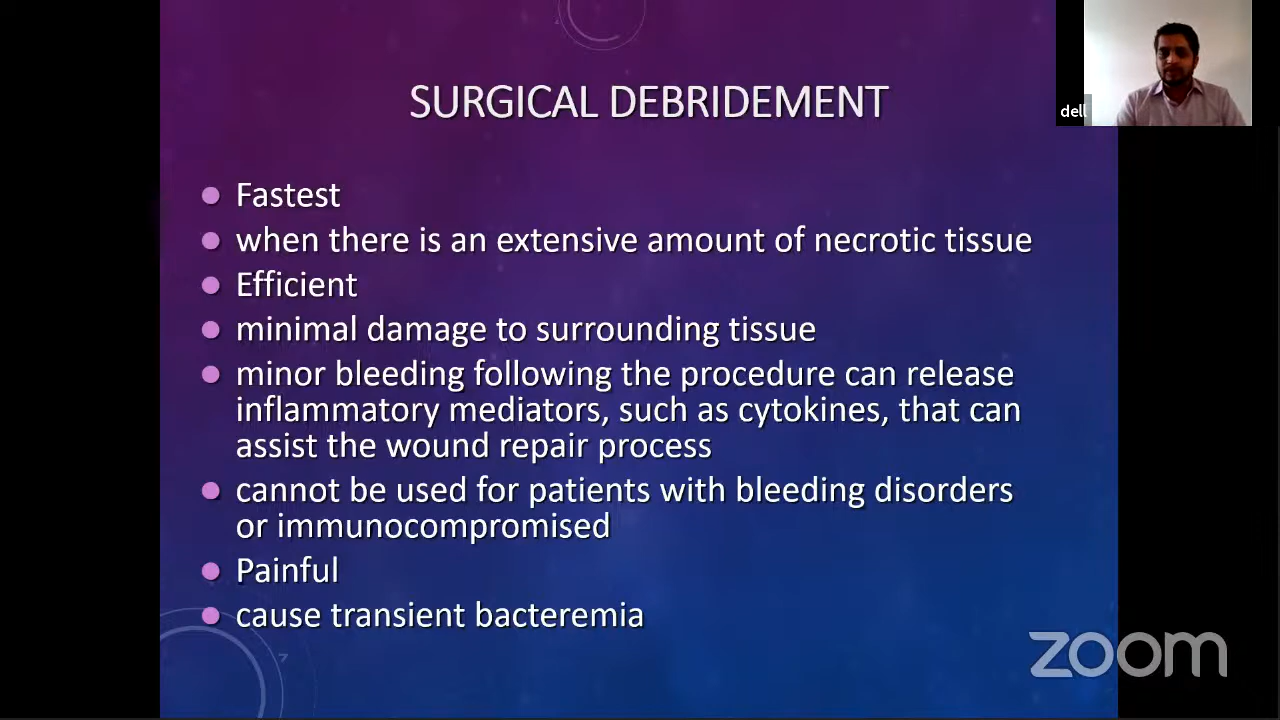 SURGICAL DEBRIDEMENT
dell
Fastest
when there is an extensive amount of necrotic tissue
Efficient
minimal damage to surrounding tissue
minor bleeding following the procedure can release
inflammatory mediators, such as cytokines, that can
assist the wound repair process
cannot be used for patients with bleeding disorders
or immunocompromised
Painful
cause transient bacteremia
zoom